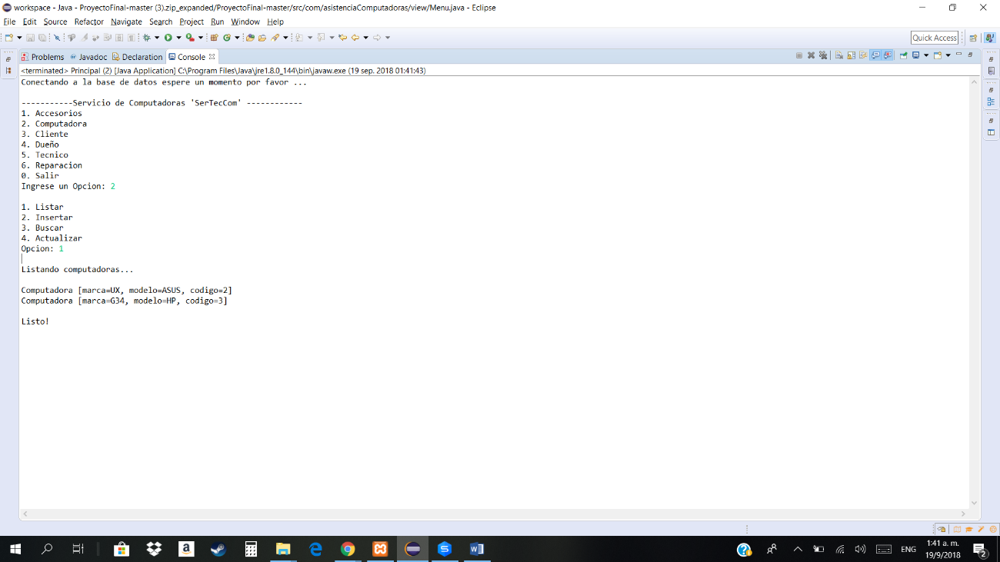 workspace - Java - ProyectoFinal-master (3).zip_expanded/ProyectoFinal-master/src/com/asistenciaComputadoras/view/Menu.java - Eclipse
File Edit Source Refactor Navigate Search Project Run Window Help
Quick Access
Problems Javadoc Declaration Console
<terminated> Principal (2) [Java Application] C:\Program Files\Java\jre1.8.0_144\bin\javaw.exe (19 sep. 2018 01:41:43)
Conectando a la base de datos espere un momento por favor ...
-----------Servicio de Computadoras 'SerTecCom' ------------
1. Accesorios
2. Computadora
3. Cliente
4. Dueño
5. Tecnico
6. Reparacion
0. Salir
Ingrese un Opcion: 2
1. Listar
2. Insertar
3. Buscar
4. Actualizar
Opcion: 1
Listando computadoras...
Computadora [marca=UX, modelo=ASUS, codigo=2]
Computadora [marca=G34, modelo=HP, codigo=3]
Listo!
ENG
1:41 a. m.
19/9/2018
2